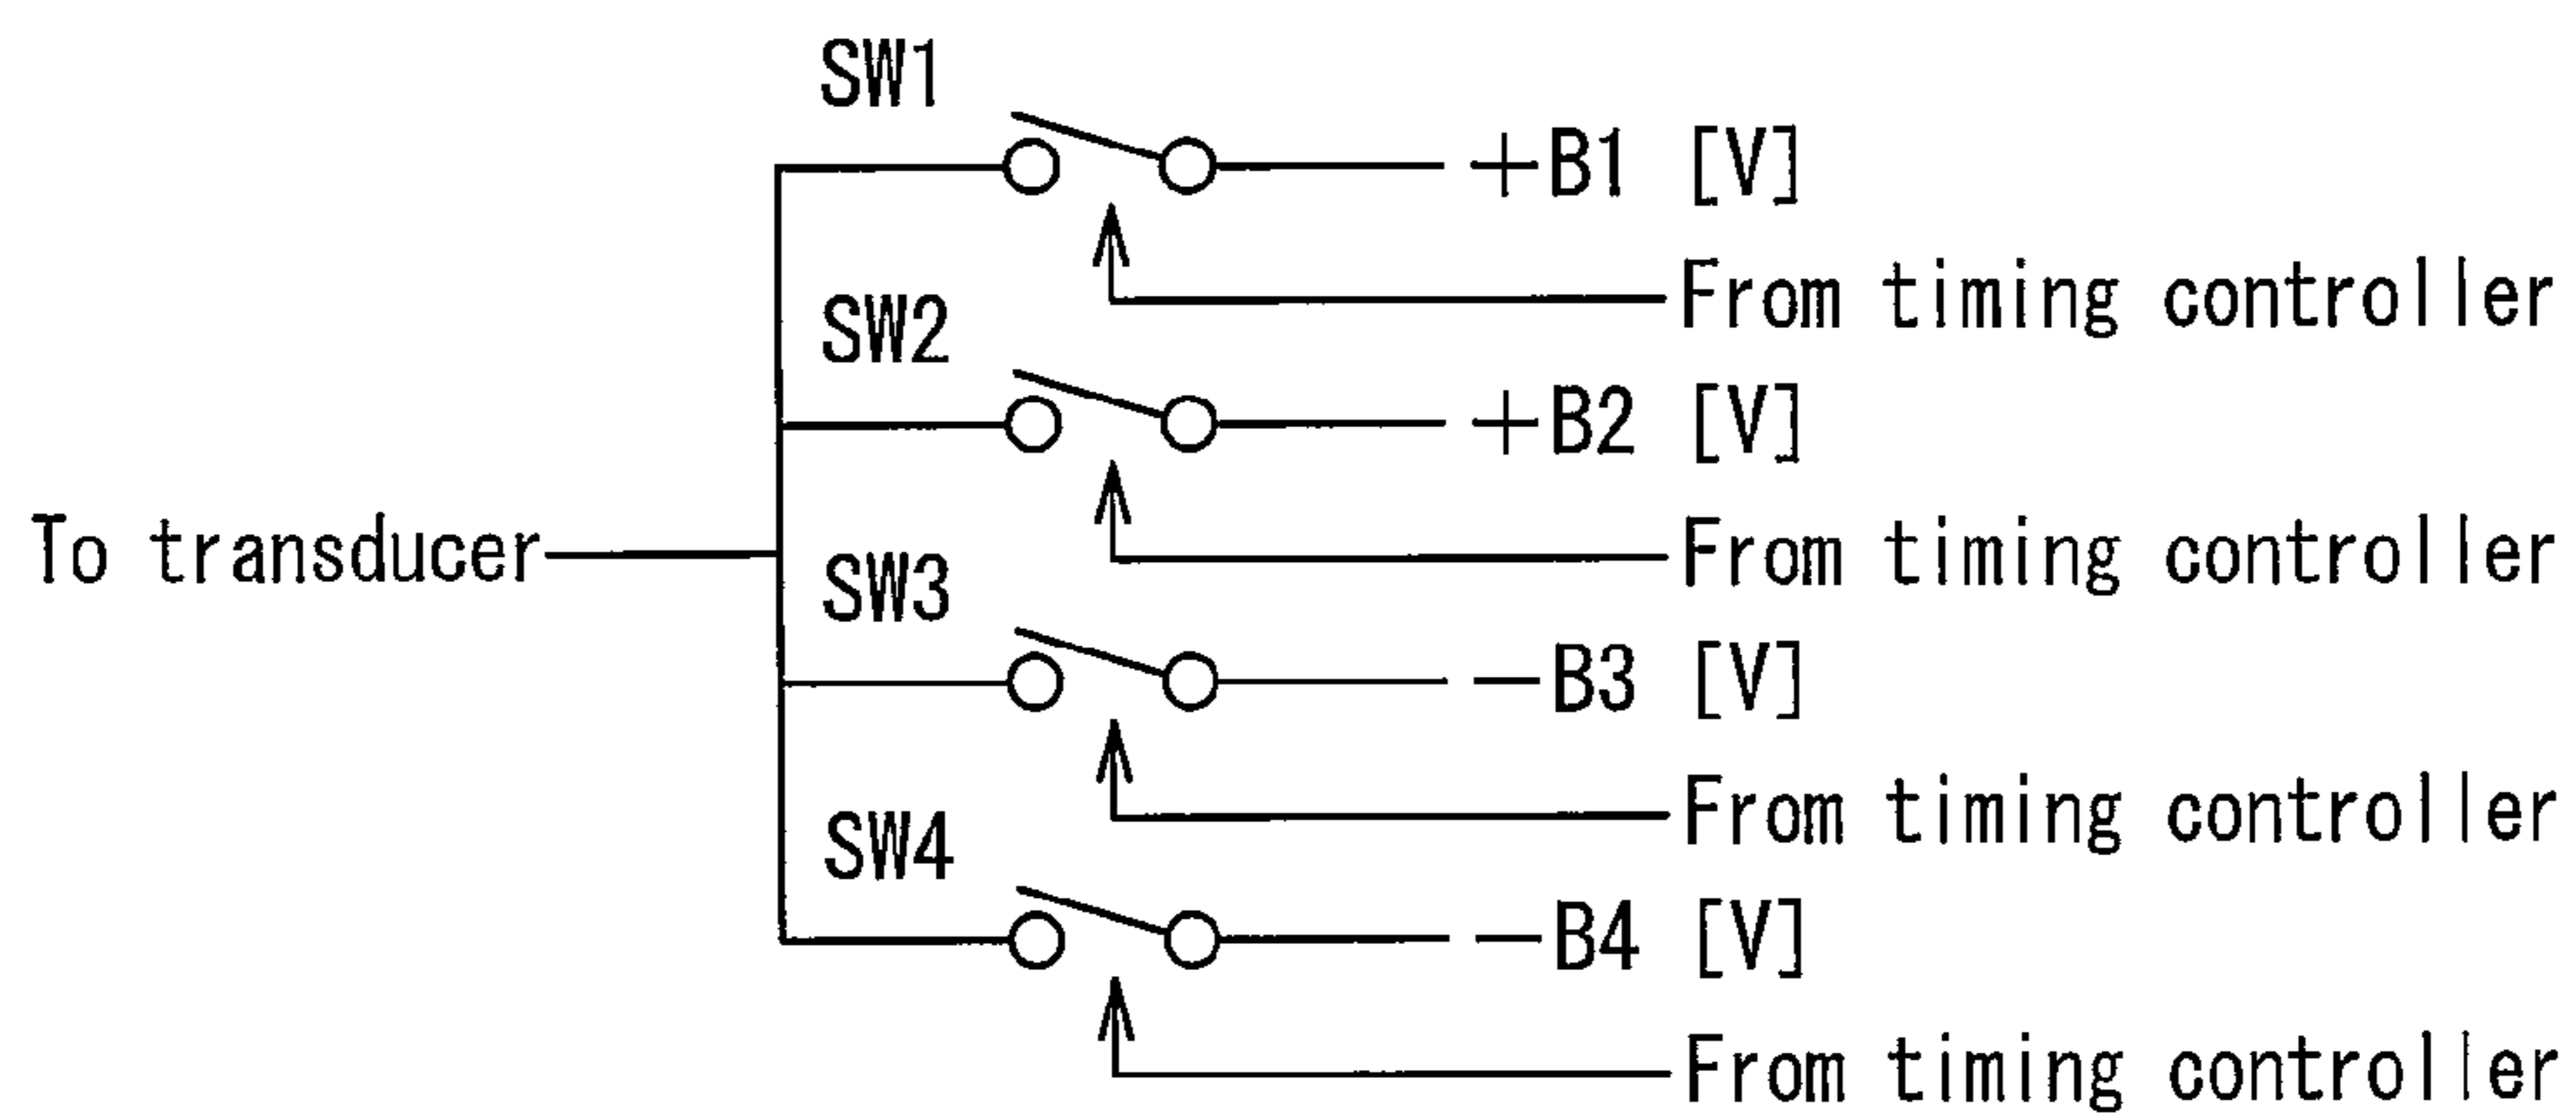 SW1
+B1 [V]
From timing controller
SW2
+B2 [V]
From timing controller
To transducer
SW3
-B3 [V]
From timing controller
SW4
-B4 [V]
From timing controller